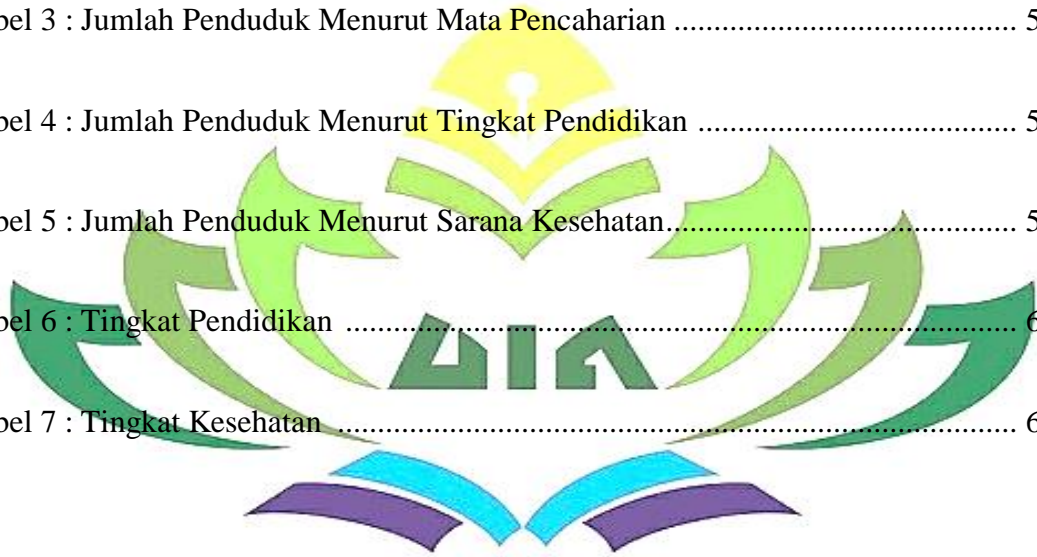 bel 3 : Jumlah Penduduk Menurut Mata Pencaharian ...................................... 5
bel 4 : Jumlah Penduduk Menurut Tingkat Pendidikan ................................... 5
bel 5 : Jumlah Penduduk Menurut Sarana Kesehatan....................................... 5
bel 6 : Tingkat Pendidikan .......................................................................... 6
bel 7 : Tingkat Kesehatan ........................................................................... 6